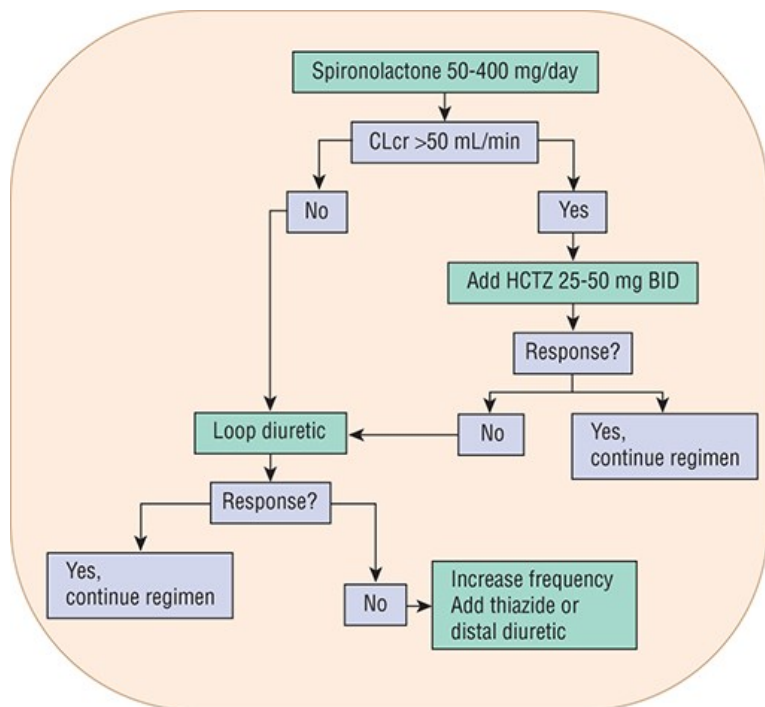 Spironolactone 50-400 mg/day
CLcr >50 mL/min
No
Yes
Add HCTZ 25-50 mg BID
Response?
No
Yes,
continue regimen
Loop diuretic
Response?
Yes,
continue regimen
No
Increase frequency
Add thiazide or
distal diuretic